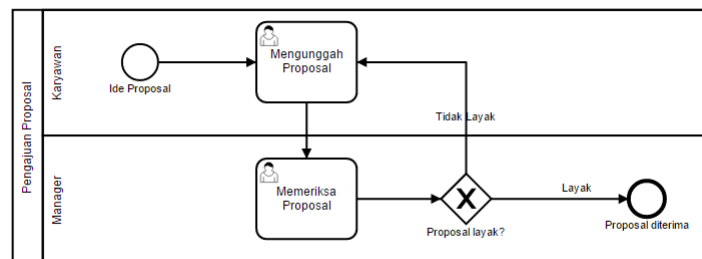 Pengajuan Proposal
Karyawan
Ide Proposal
Mengunggah
Proposal
Tidak Layak
Manager
Memeriksa
Proposal
Proposal layak?
Layak
Proposal diterima